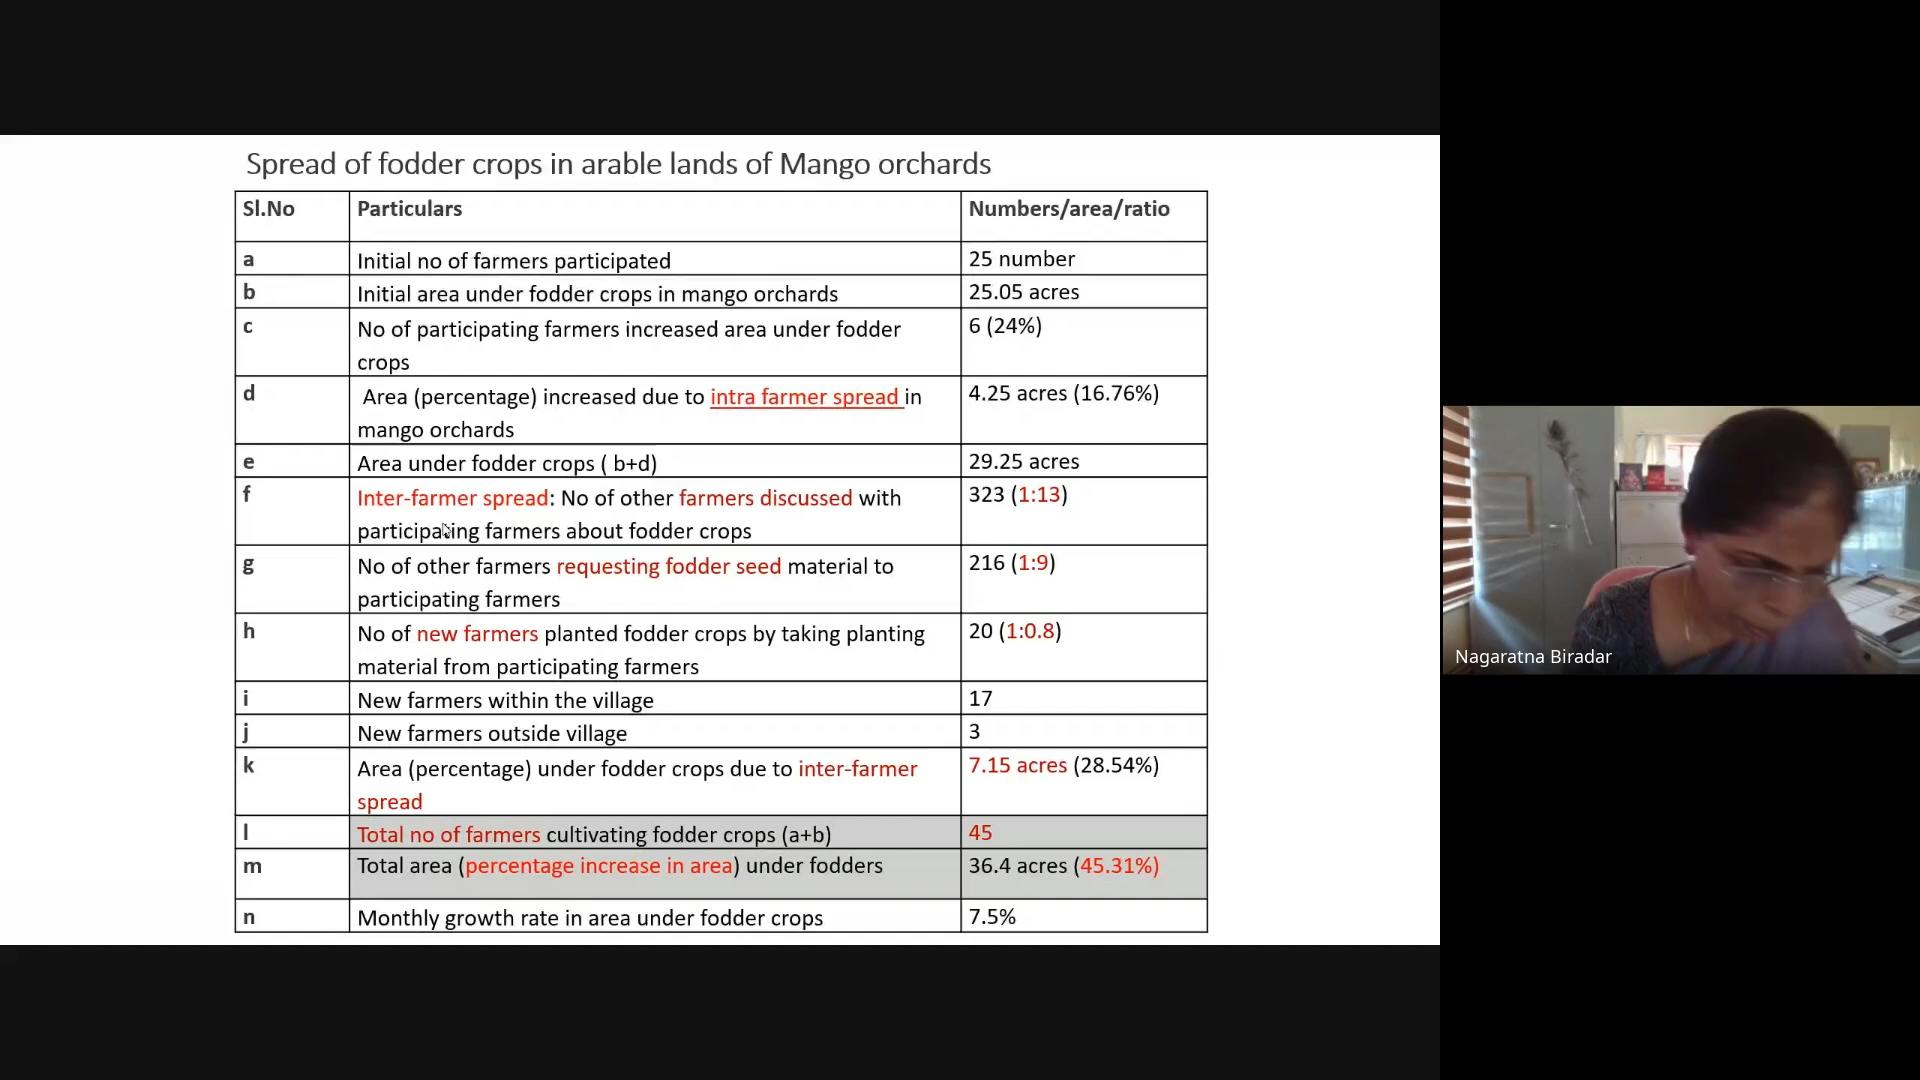 Spread of fodder crops in arable lands of Mango orchards
Sl.No Particulars Numbers/area/ratio
a Initial no of farmers participated 25 number
b Initial area under fodder crops in mango orchards 25.05 acres
c No of participating farmers increased area under fodder 6 (24%)
crops
d Area (percentage) increased due to intra farmer spread in 4.25 acres (16.76%)
mango orchards
e Area under fodder crops ( b+d) 29.25 acres
f Inter-farmer spread: No of other farmers discussed with 323 (1:13)
participating farmers about fodder crops
g No of other farmers requesting fodder seed material to 216 (1:9)
participating farmers
h No of new farmers planted fodder crops by taking planting 20 (1:0.8)
material from participating farmers
i New farmers within the village 17
j New farmers outside village 3
k Area (percentage) under fodder crops due to inter-farmer 7.15 acres (28.54%)
spread
l Total no of farmers cultivating fodder crops (a+b) 45
m Total area (percentage increase in area) under fodders 36.4 acres (45.31%)
n Monthly growth rate in area under fodder crops 7.5%
Nagaratna Biradar